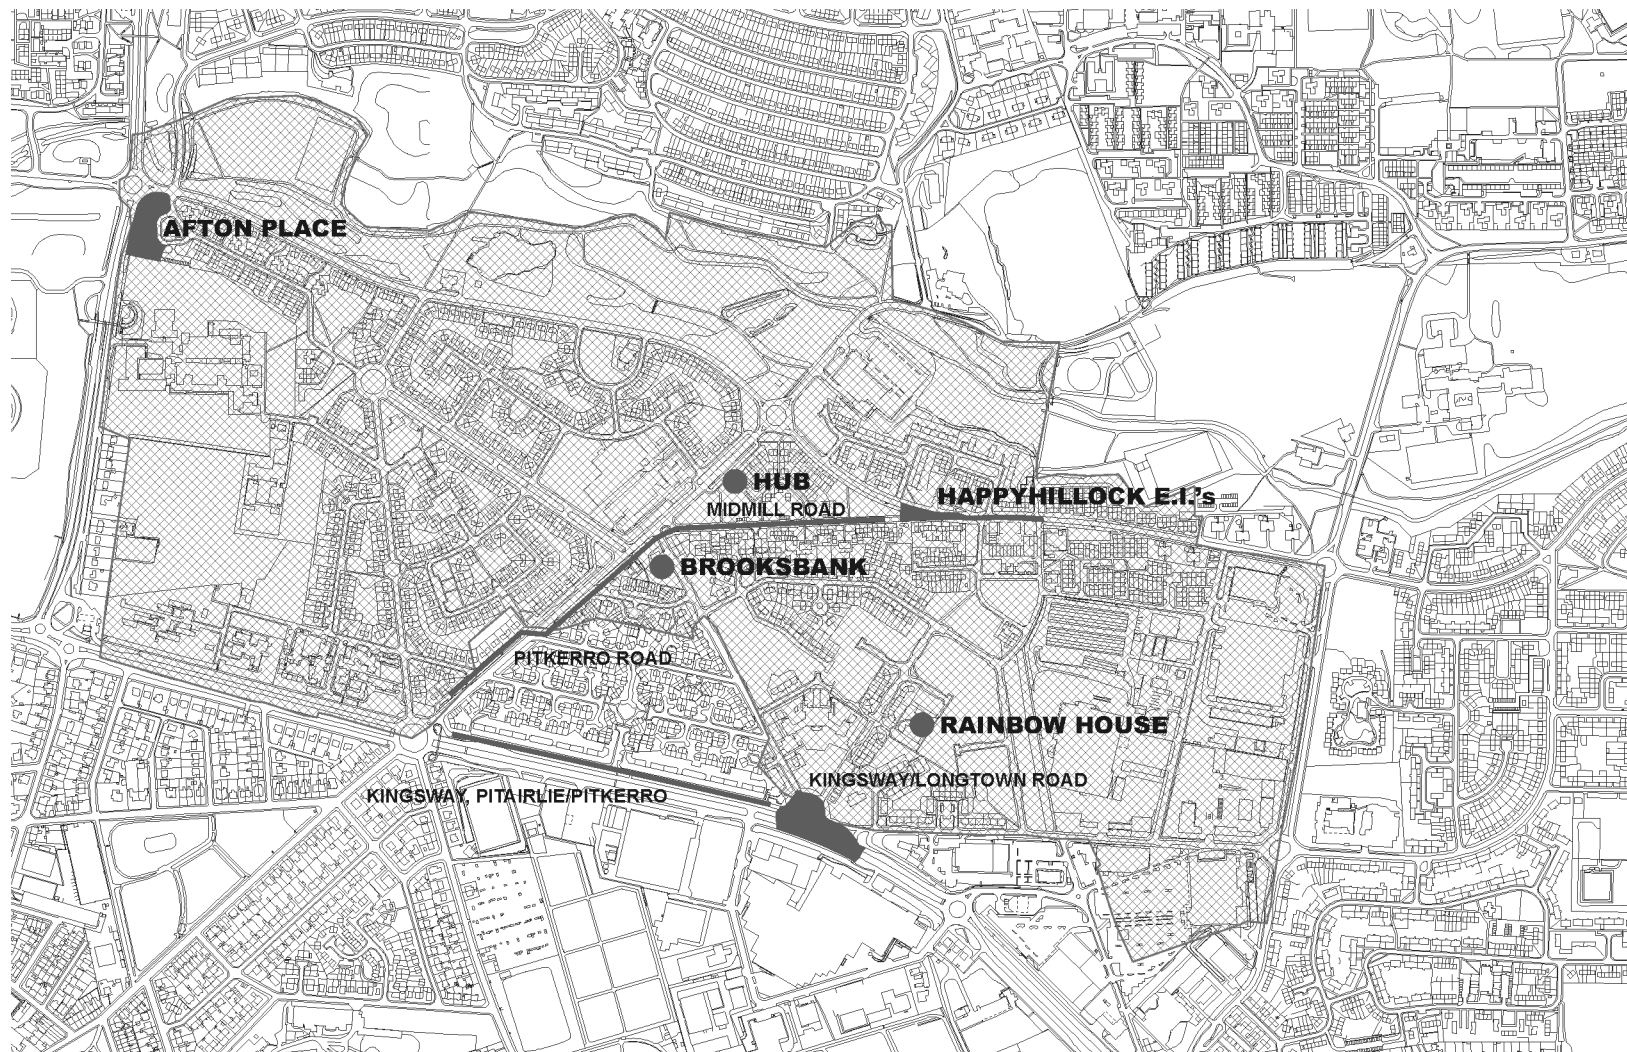 AFTON PLACE
HUB
HAPPYHILLOCK E.I.'s
MIDMILL ROAD
BROOKSBANK
PITKERRO ROAD
RAINBOW HOUSE
KINGSWAY/LONGTOWN ROAD
KINGSWAY, PITAIRLIE/PITKERRO